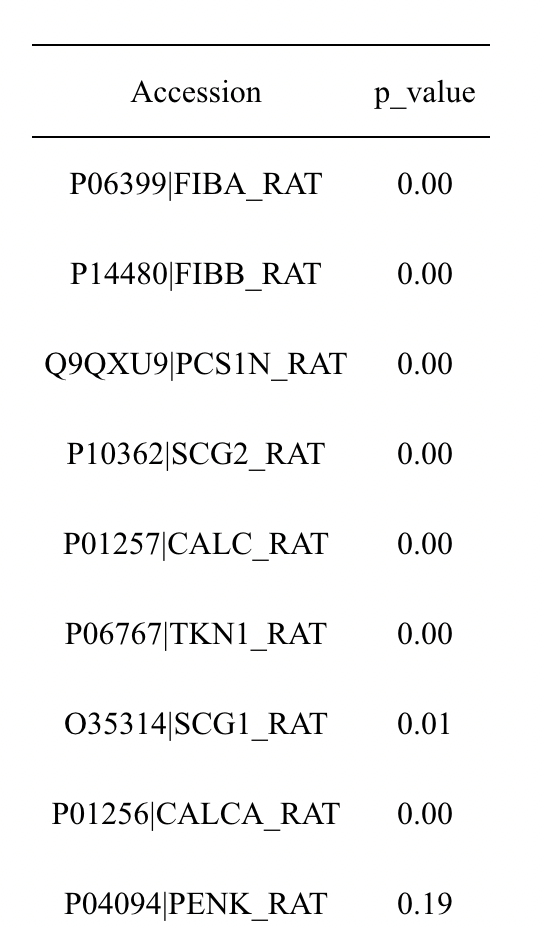 Accession p_value
P06399|FIBA_RAT 0.00
P14480|FIBB_RAT 0.00
Q9QXU9|PCS1N_RAT 0.00
P10362|SCG2_RAT 0.00
P01257|CALC_RAT 0.00
P06767|TKN1_RAT 0.00
O35314|SCG1_RAT 0.01
P01256|CALCA_RAT 0.00
P04094|PENK_RAT 0.19